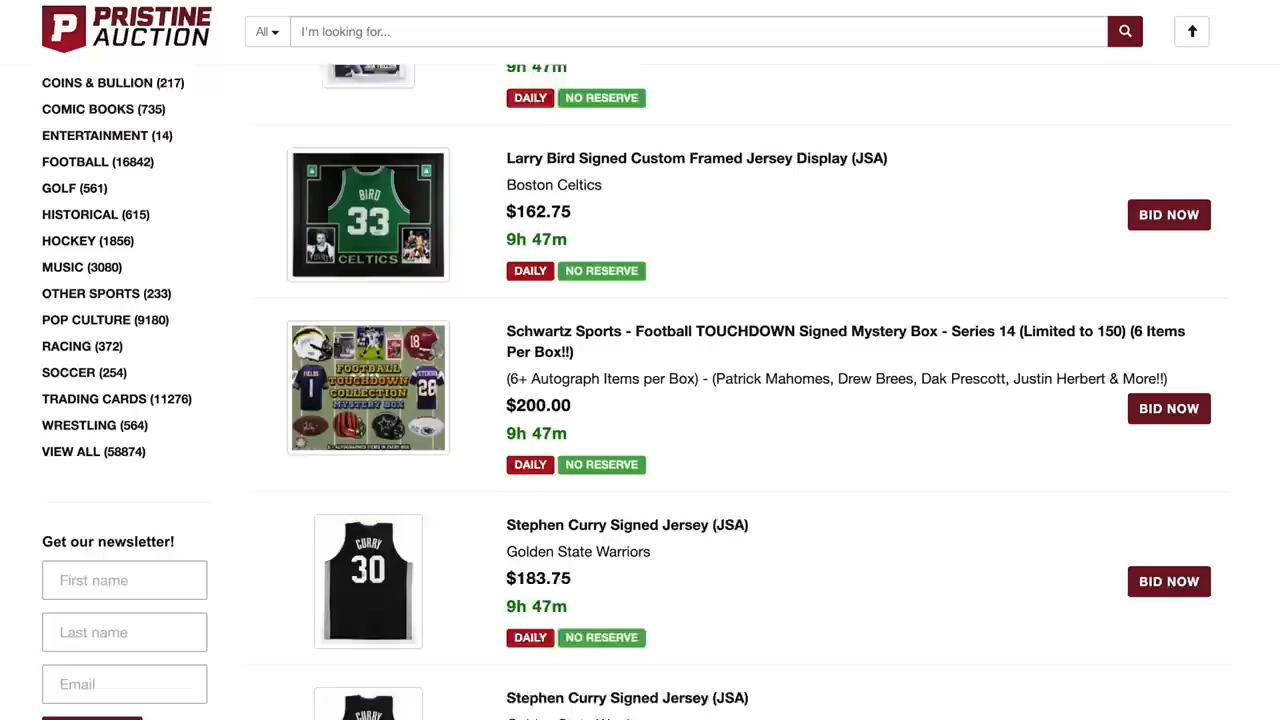 PRISTINE
AUCTION
All
I'm looking for...
COINS & BULLION (217)
COMIC BOOKS (735)
ENTERTAINMENT (14)
FOOTBALL (16842)
GOLF (561)
HISTORICAL (615)
HOCKEY (1856)
MUSIC (3080)
OTHER SPORTS (233)
POP CULTURE (9180)
RACING (372)
SOCCER (254)
TRADING CARDS (11276)
WRESTLING (564)
VIEW ALL (58874)
Get our newsletter!
First name
Last name
Email
9h 47m
DAILY NO RESERVE
BIRD
33
CELTICS
Larry Bird Signed Custom Framed Jersey Display (JSA)
Boston Celtics
$162.75
9h 47m
DAILY NO RESERVE
BID NOW
18
FIELDS
1
FOOTBALL
TOUCHDOWN
COLLECTION
MYSTERY BOX
28
Schwartz Sports - Football TOUCHDOWN Signed Mystery Box - Series 14 (Limited to 150) (6 Items
Per Box!!)
(6+ Autograph Items per Box) - (Patrick Mahomes, Drew Brees, Dak Prescott, Justin Herbert & More!!)
$200.00
9h 47m
DAILY NO RESERVE
BID NOW
CURRY
30
Stephen Curry Signed Jersey (JSA)
Golden State Warriors
$183.75
9h 47m
DAILY NO RESERVE
BID NOW
CURRY
Stephen Curry Signed Jersey (JSA)